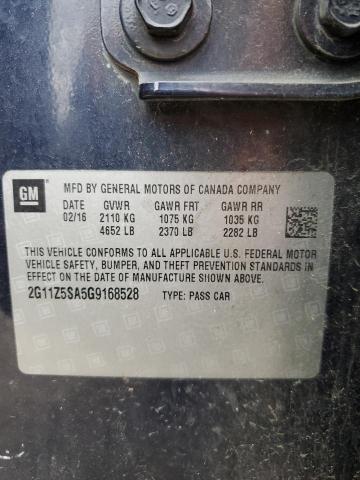 GM MFD BY GENERAL MOTORS OF CANADA COMPANY
DATE GVWR GAWR FRT GAWR RR
02/16 2110 KG 1075 KG 1035 KG
4652 LB 2370 LB 2282 LB
THIS VEHICLE CONFORMS TO ALL APPLICABLE U.S. FEDERAL MOTOR
VEHICLE SAFETY, BUMPER, AND THEFT PREVENTION STANDARDS IN
EFFECT ON THE DATE OF MANUFACTURE SHOWN ABOVE.
2G11Z5SA5G9168528 TYPE: PASS CAR